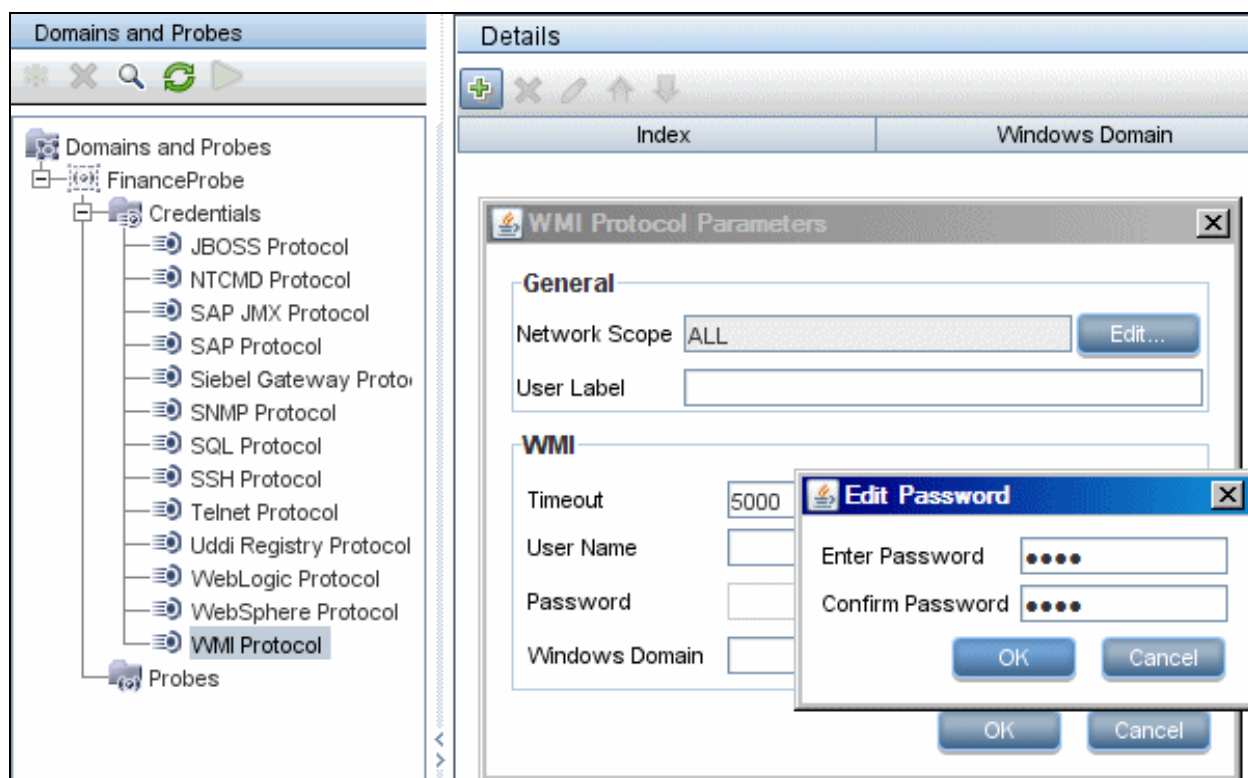 Domains and Probes
Domains and Probes
FinanceProbe
Credentials
JBOSS Protocol
NTCMD Protocol
SAP JMX Protocol
SAP Protocol
Siebel Gateway Proto
SNMP Protocol
SQL Protocol
SSH Protocol
Telnet Protocol
Uddi Registry Protocol
WebLogic Protocol
WebSphere Protocol
WMI Protocol
Probes
Details
Index Windows Domain
WMI Protocol Parameters
General
Network Scope ALL Edit...
User Label
WMI
Timeout 5000
User Name
Password
Windows Domain
OK Cancel
Edit Password
Enter Password ••••
Confirm Password ••••
OK Cancel